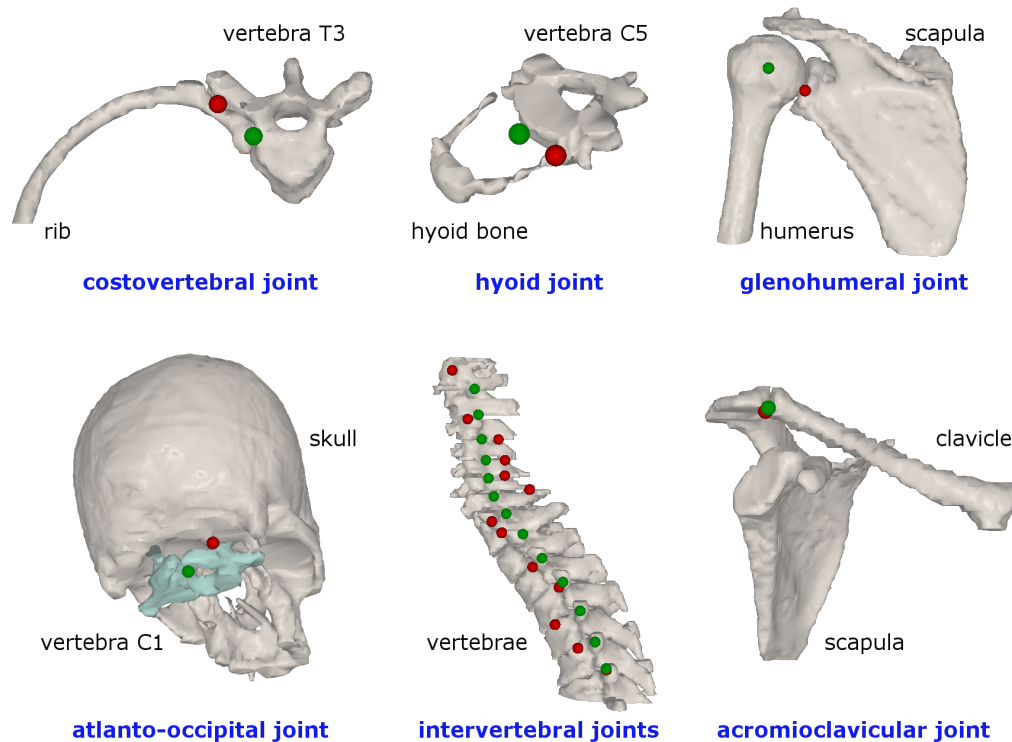 vertebra T3
rib
costovertebral joint
vertebra C5
hyoid bone
hyoid joint
scapula
humerus
glenohumeral joint
skull
vertebra C1
atlanto-occipital joint
vertebrae
intervertebral joints
clavicle
scapula
acromioclavicular joint